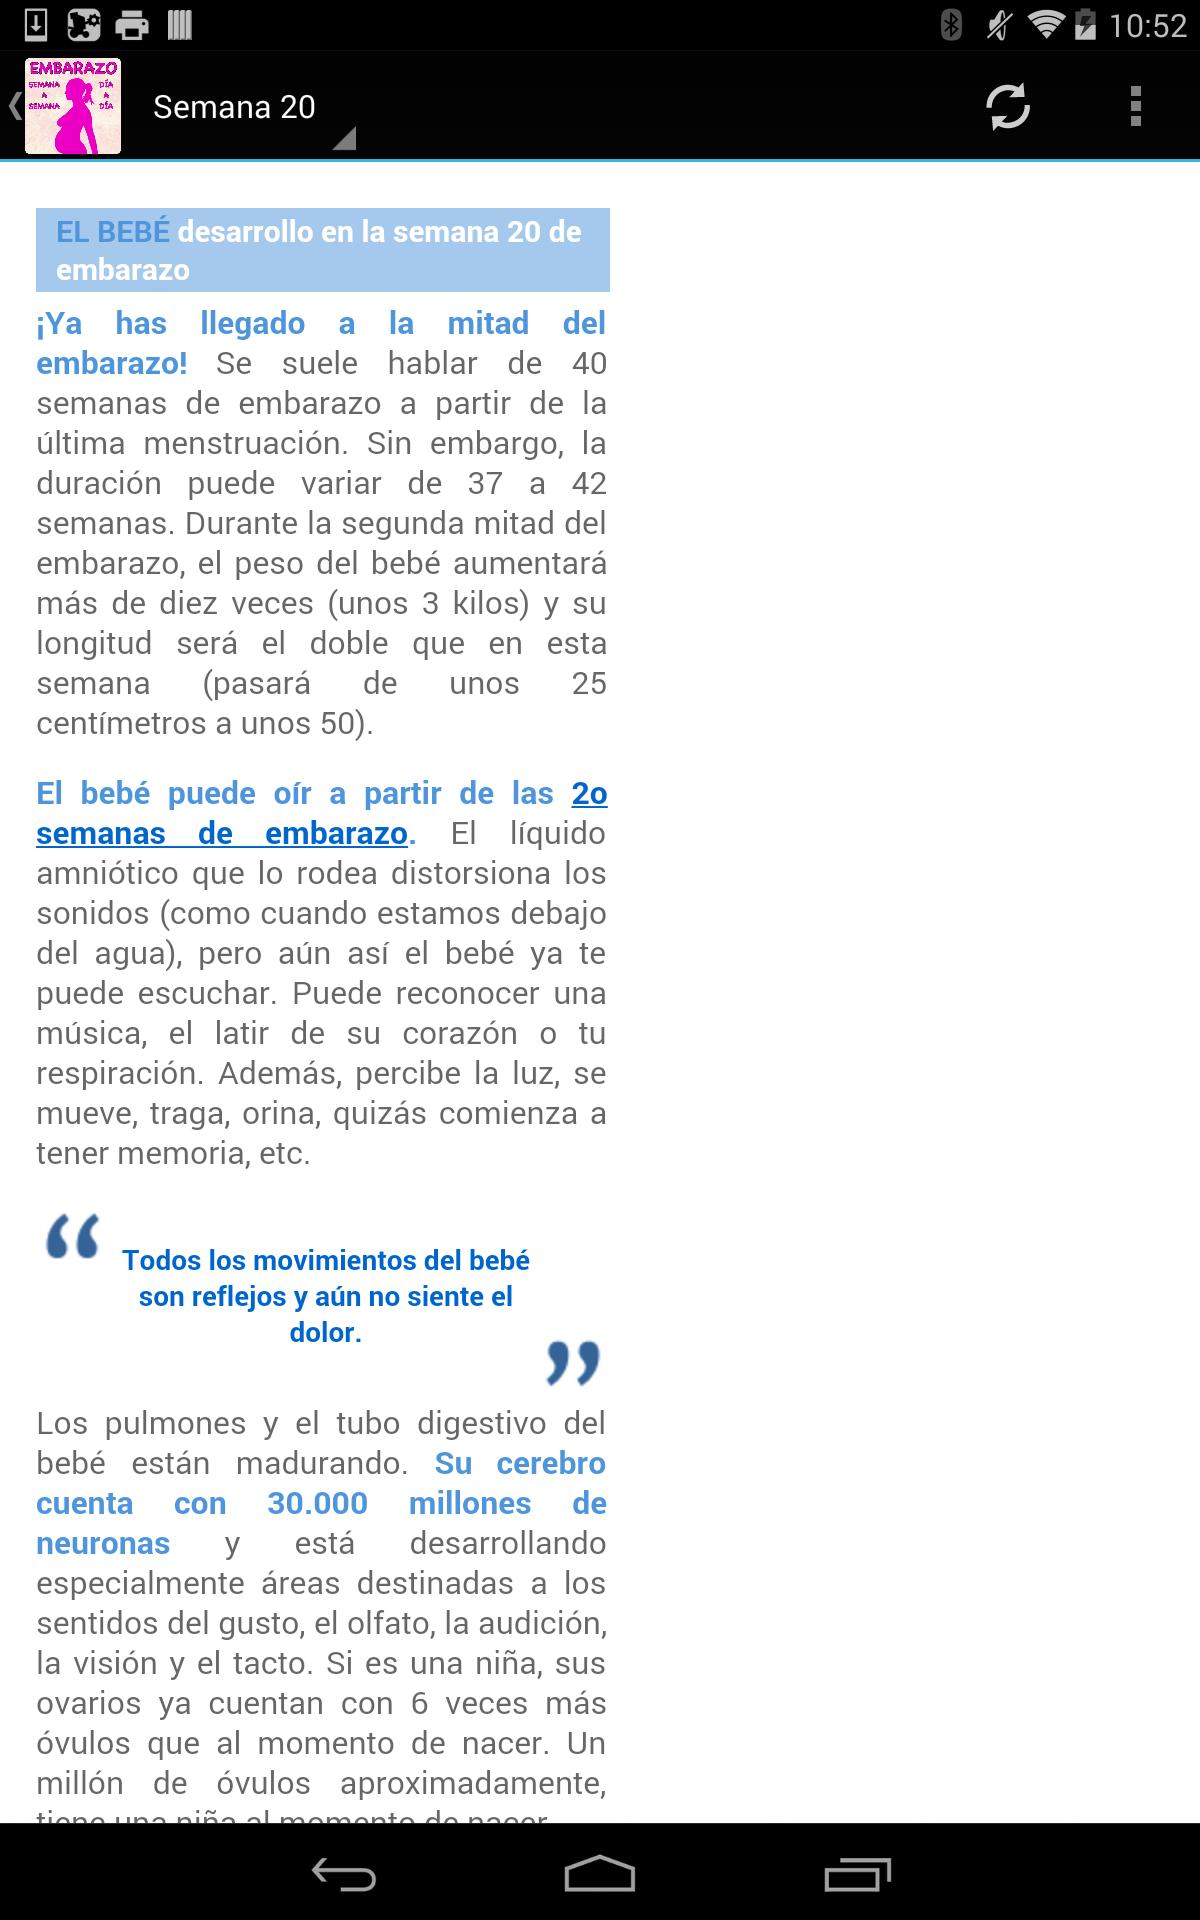 10:52
EMBARAZO
SEMANA DÍA
A A
SEMANA DÍA
Semana 20
EL BEBÉ desarrollo en la semana 20 de
embarazo
¡Ya has llegado a la mitad del
embarazo! Se suele hablar de 40
semanas de embarazo a partir de la
última menstruación. Sin embargo, la
duración puede variar de 37 a 42
semanas. Durante la segunda mitad del
embarazo, el peso del bebé aumentará
más de diez veces (unos 3 kilos) y su
longitud será el doble que en esta
semana (pasará de unos 25
centímetros a unos 50).
El bebé puede oír a partir de las 2o
semanas de embarazo. El líquido
amniótico que lo rodea distorsiona los
sonidos (como cuando estamos debajo
del agua), pero aún así el bebé ya te
puede escuchar. Puede reconocer una
música, el latir de su corazón o tu
respiración. Además, percibe la luz, se
mueve, traga, orina, quizás comienza a
tener memoria, etc.
“ Todos los movimientos del bebé
son reflejos y aún no siente el
dolor. ”
Los pulmones y el tubo digestivo del
bebé están madurando. Su cerebro
cuenta con 30.000 millones de
neuronas y está desarrollando
especialmente áreas destinadas a los
sentidos del gusto, el olfato, la audición,
la visión y el tacto. Si es una niña, sus
ovarios ya cuentan con 6 veces más
óvulos que al momento de nacer. Un
millón de óvulos aproximadamente,
tiene una niña al momento de nacer